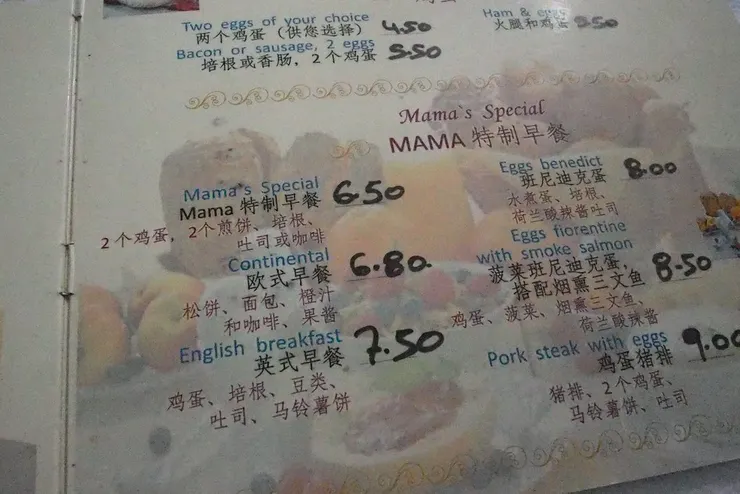 Two eggs of your choice 4.50
两个鸡蛋（供您选择）
Bacon or sausage, 2 eggs 5.50
培根或香肠，2个鸡蛋
Ham & eggs
火腿和鸡蛋
Mama`s Special
MAMA 特制早餐
Mama's Special 6.50
Mama 特制早餐
2个鸡蛋，2个煎饼、培根、
吐司或咖啡
Continental 6.80
欧式早餐
松饼、面包、橙汁
和咖啡、果酱
English breakfast 7.50
英式早餐
鸡蛋、培根、豆类、
吐司、马铃薯饼
Eggs benedict 8.00
班尼迪克蛋
水煮蛋、培根、
荷兰酸辣酱吐司
Eggs fiorentine
with smoke salmon
菠菜班尼迪克蛋， 8.50
搭配烟熏三文鱼
鸡蛋、菠菜、烟熏三文鱼、
荷兰酸辣酱
Pork steak with eggs 9.00
鸡蛋猪排
猪排、2个鸡蛋、
马铃薯饼、吐司